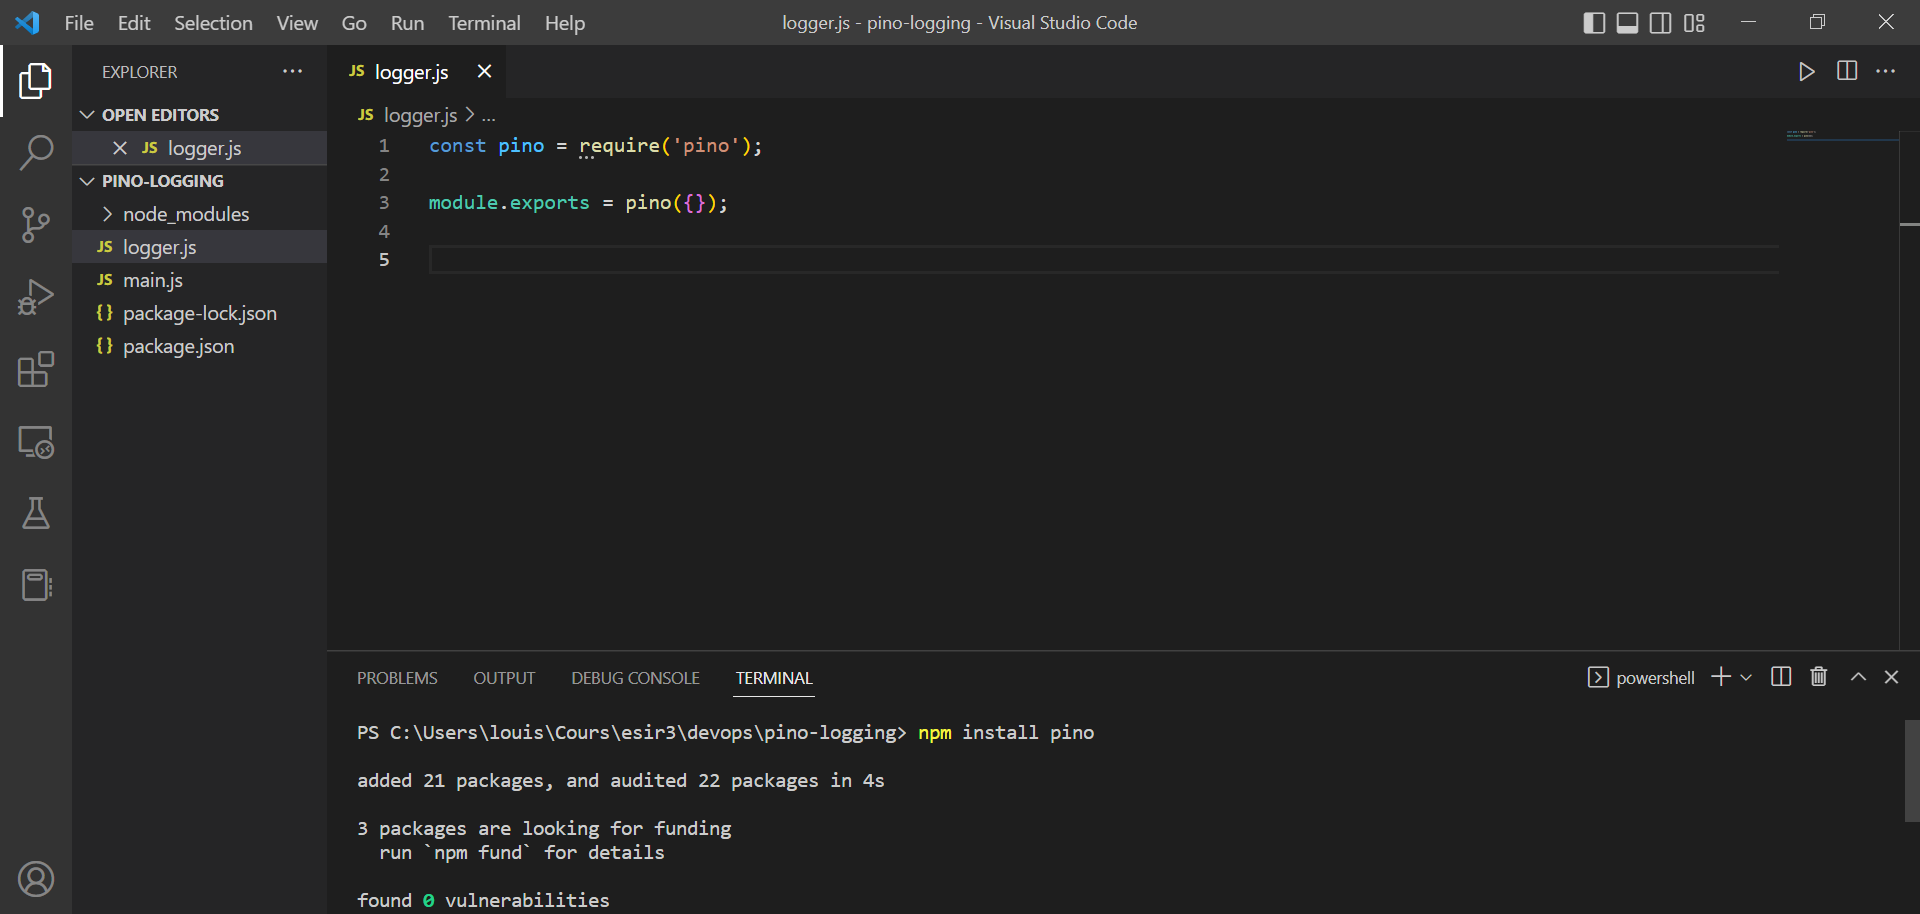 File Edit Selection View Go Run Terminal Help logger.js - pino-logging - Visual Studio Code
EXPLORER
OPEN EDITORS
JS logger.js
PINO-LOGGING
node_modules
JS logger.js
JS main.js
{} package-lock.json
{} package.json
JS logger.js
JS logger.js > ...
1 const pino = require('pino');
2
3 module.exports = pino({});
4
5
PROBLEMS OUTPUT DEBUG CONSOLE TERMINAL powershell
PS C:\Users\louis\Cours\esir3\devops\pino-logging> npm install pino
added 21 packages, and audited 22 packages in 4s
3 packages are looking for funding
run `npm fund` for details
found 0 vulnerabilities